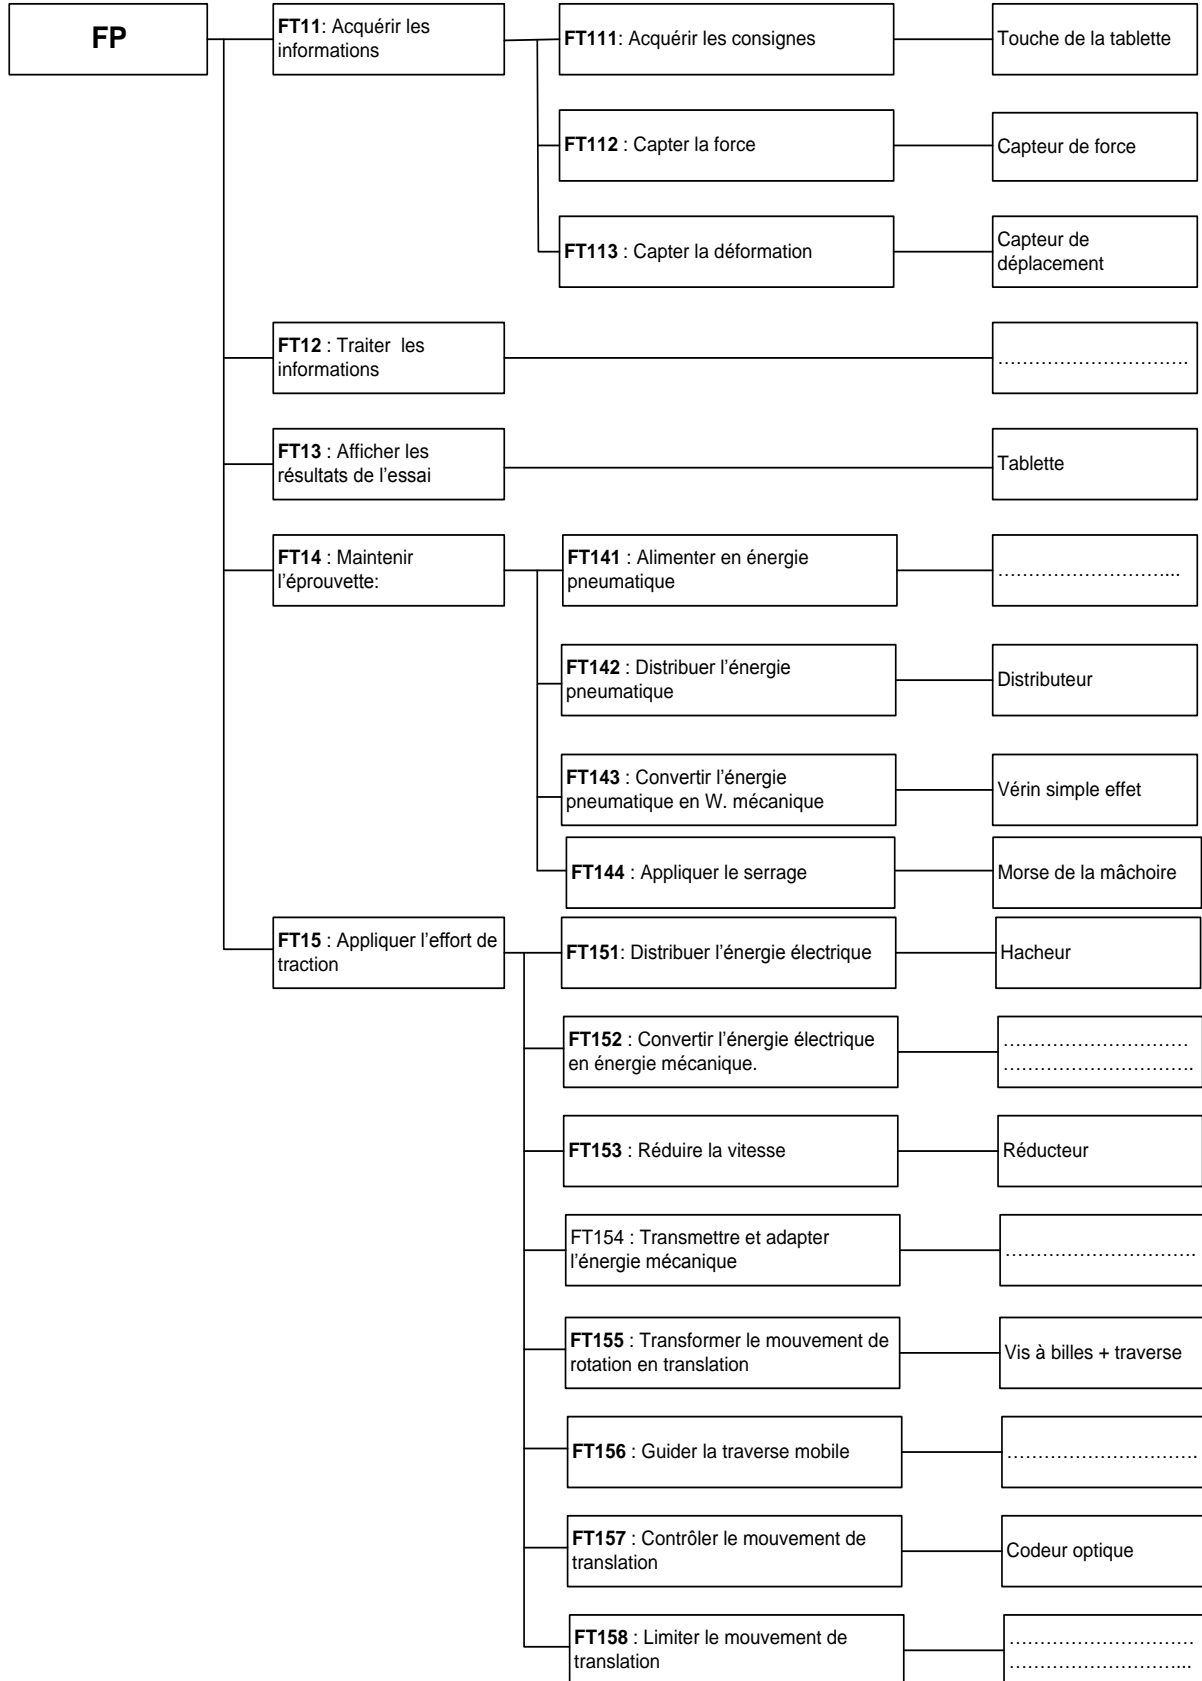 FP
FT11: Acquérir les
informations
FT111: Acquérir les consignes
Touche de la tablette
FT112 : Capter la force
Capteur de force
FT113 : Capter la déformation
Capteur de
déplacement
FT12 : Traiter les
informations
………………………….
FT13 : Afficher les
résultats de l’essai
Tablette
FT14 : Maintenir
l’éprouvette:
FT141 : Alimenter en énergie
pneumatique
………………………...
FT142 : Distribuer l’énergie
pneumatique
Distributeur
FT143 : Convertir l’énergie
pneumatique en W. mécanique
Vérin simple effet
FT144 : Appliquer le serrage
Morse de la mâchoire
FT15 : Appliquer l’effort de
traction
FT151: Distribuer l’énergie électrique
Hacheur
FT152 : Convertir l’énergie électrique
en énergie mécanique.
…………………………
………………………….
FT153 : Réduire la vitesse
Réducteur
FT154 : Transmettre et adapter
l’énergie mécanique
………………………….
FT155 : Transformer le mouvement de
rotation en translation
Vis à billes + traverse
FT156 : Guider la traverse mobile
………………………….
FT157 : Contrôler le mouvement de
translation
Codeur optique
FT158 : Limiter le mouvement de
translation
…………………………
………………………...